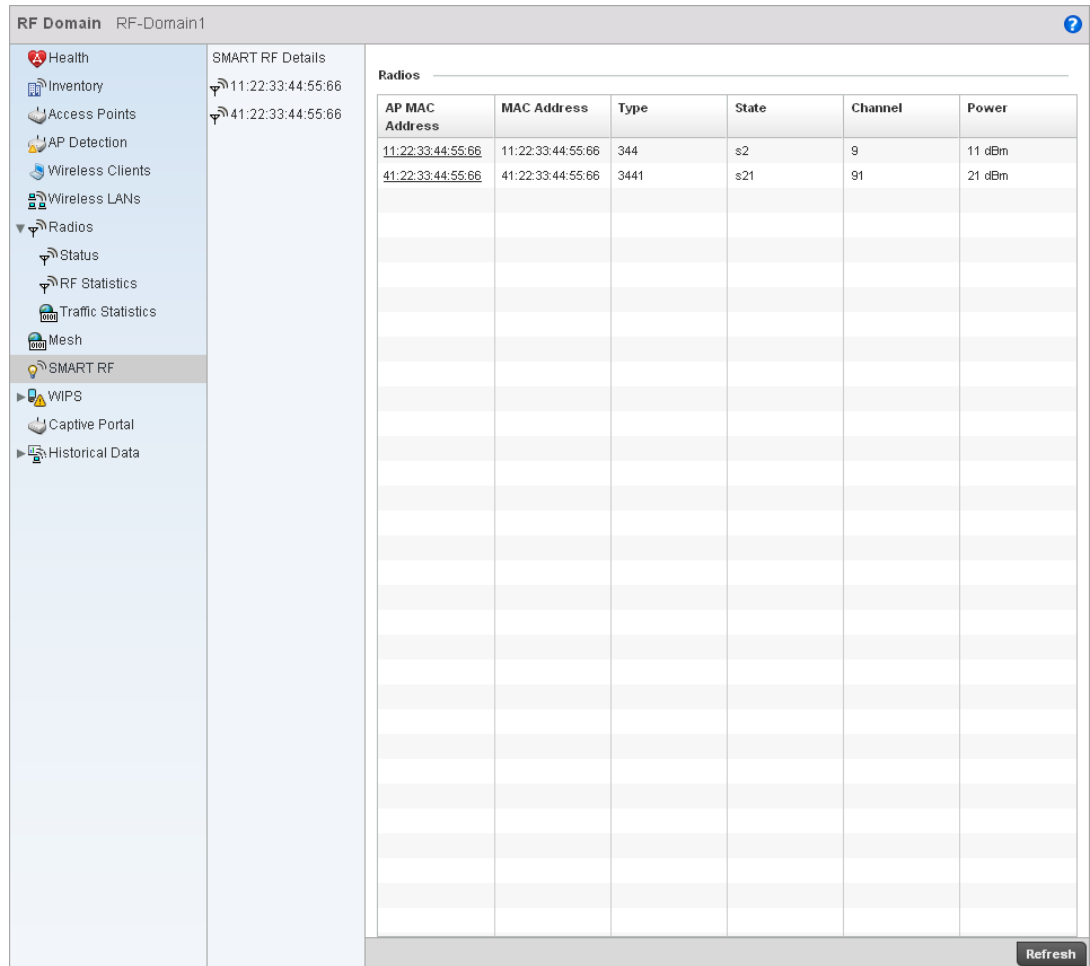 RF Domain RF-Domain1
Health
Inventory
Access Points
AP Detection
Wireless Clients
Wireless LANs
Radios
Status
RF Statistics
Traffic Statistics
Mesh
SMART RF
WIPS
Captive Portal
Historical Data
SMART RF Details
11:22:33:44:55:66
41:22:33:44:55:66
Radios
AP MAC Address MAC Address Type State Channel Power
11:22:33:44:55:66 11:22:33:44:55:66 344 s2 9 11 dBm
41:22:33:44:55:66 41:22:33:44:55:66 3441 s21 91 21 dBm
Refresh